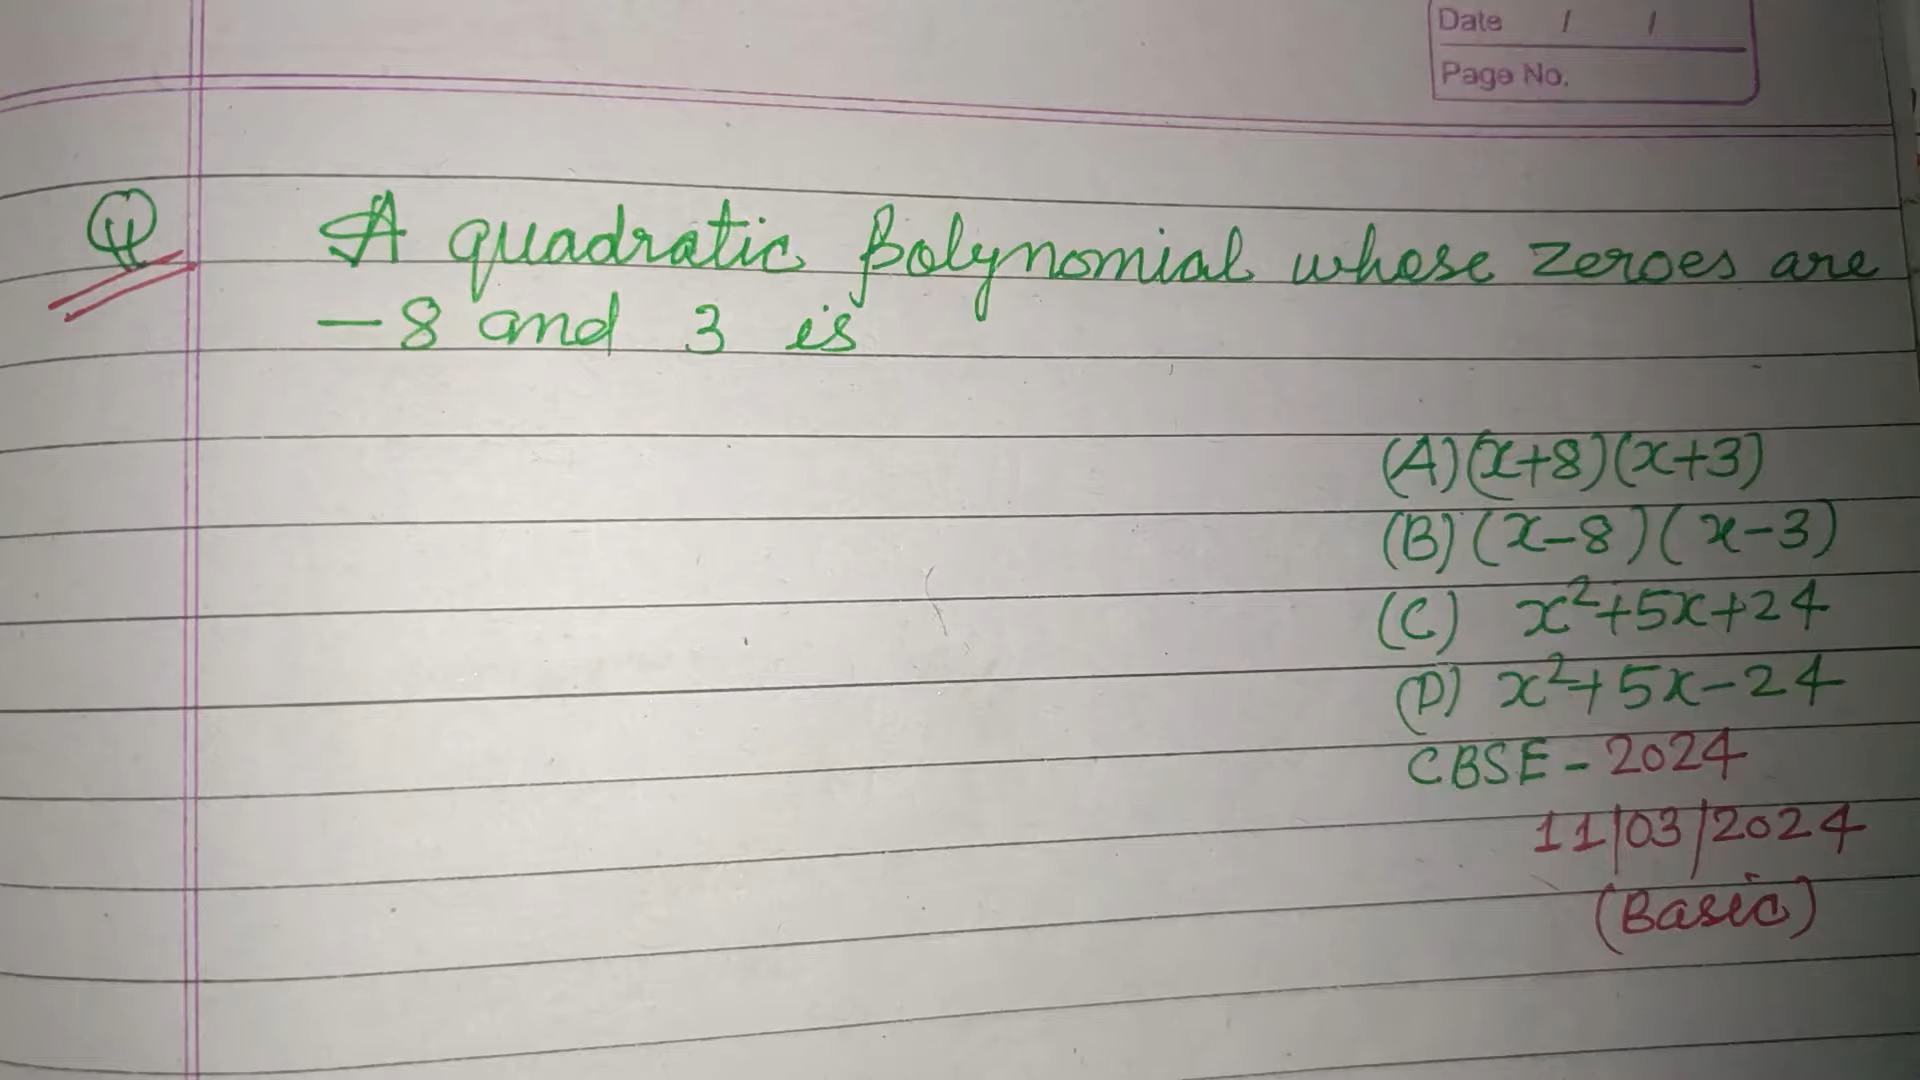 Date / /
Page No.
Q A quadratic polynomial whose zeroes are
-8 and 3 is
(A) (x+8)(x+3)
(B) (x-8)(x-3)
(C) x²+5x+24
(D) x²+5x-24
CBSE - 2024
11/03/2024
(Basic)